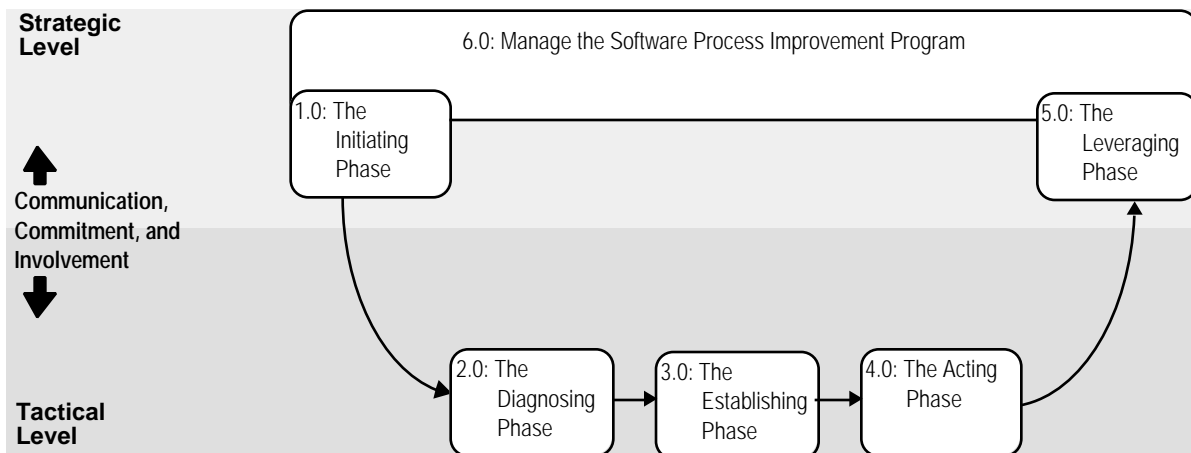 Strategic
Level
6.0: Manage the Software Process Improvement Program
1.0: The
Initiating
Phase
5.0: The
Leveraging
Phase
Communication,
Commitment, and
Involvement
2.0: The
Diagnosing
Phase
3.0: The
Establishing
Phase
4.0: The Acting
Phase
Tactical
Level